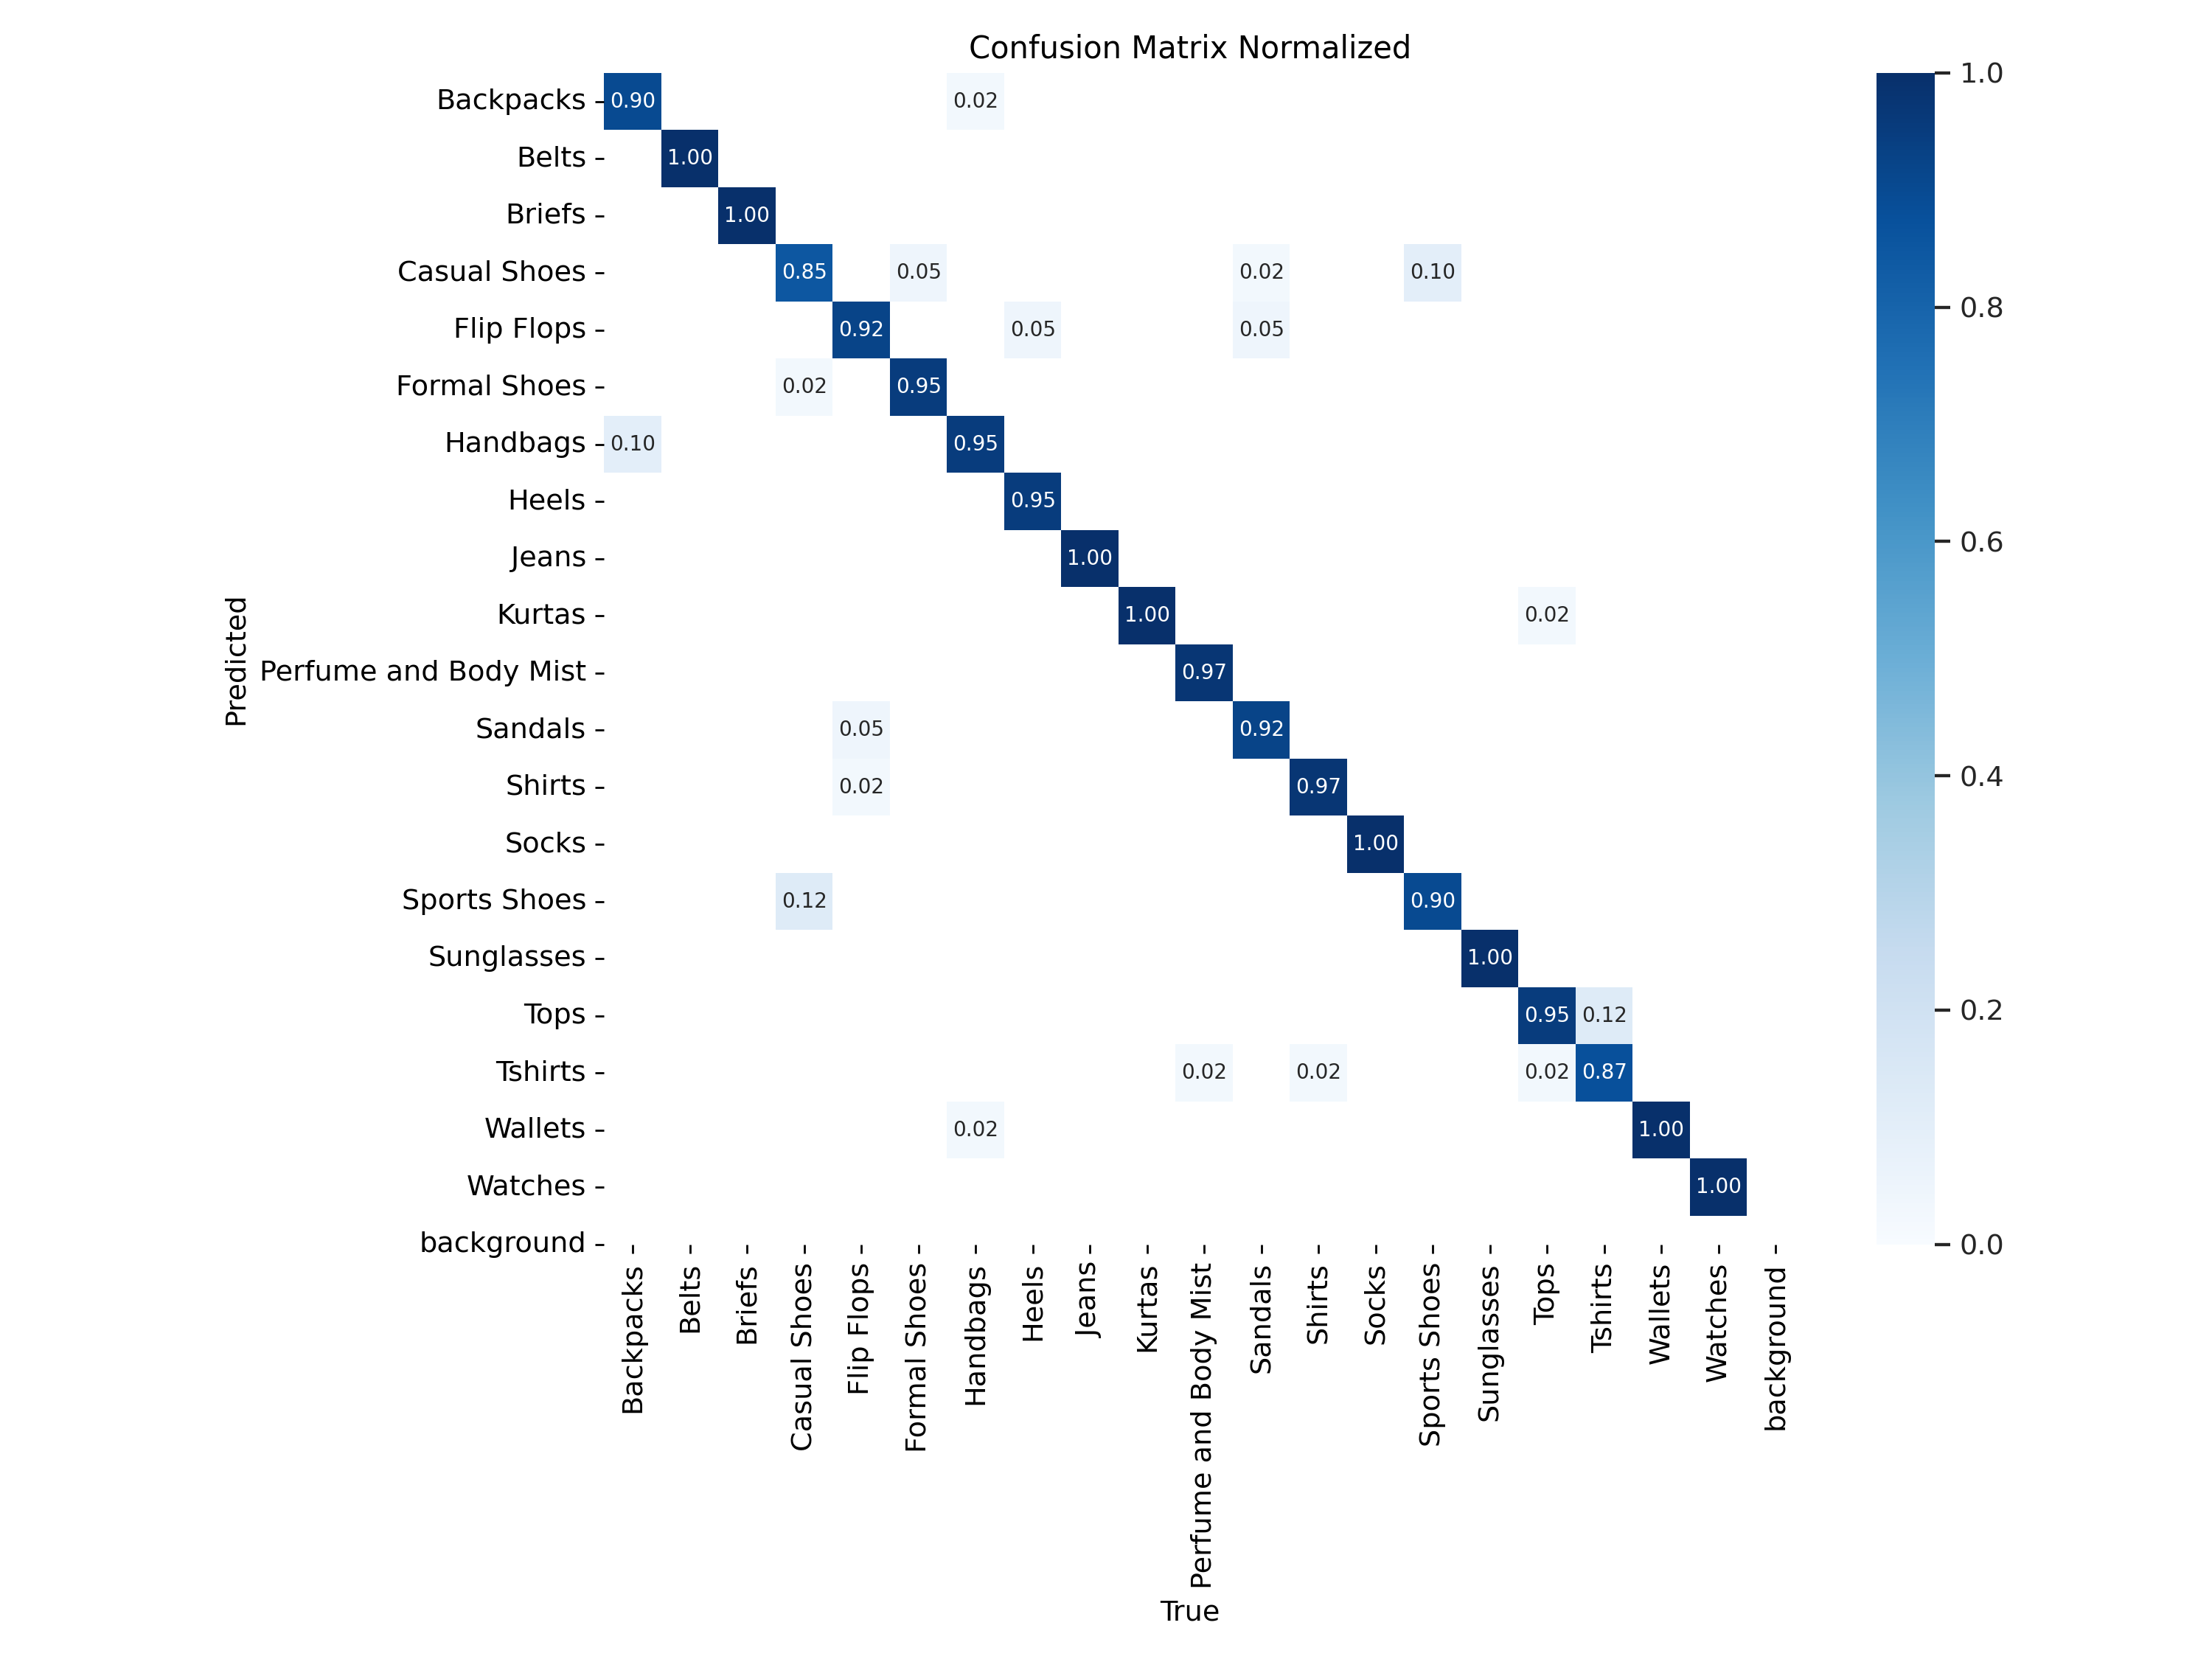 Confusion Matrix Normalized
Backpacks 0.90 0.02
Belts 1.00
Briefs 1.00
Casual Shoes 0.85 0.05 0.02 0.10
Flip Flops 0.92 0.05 0.05
Formal Shoes 0.02 0.95
Handbags 0.10 0.95
Heels 0.95
Jeans 1.00
Kurtas 1.00 0.02
Perfume and Body Mist 0.97
Sandals 0.05 0.92
Shirts 0.02 0.97
Socks 1.00
Sports Shoes 0.12 0.90
Sunglasses 1.00
Tops 0.95 0.12
Tshirts 0.02 0.02 0.02 0.87
Wallets 0.02 1.00
Watches 1.00
background
Predicted
Backpacks
Belts
Briefs
Casual Shoes
Flip Flops
Formal Shoes
Handbags
Heels
Jeans
Kurtas
Perfume and Body Mist
Sandals
Shirts
Socks
Sports Shoes
Sunglasses
Tops
Tshirts
Wallets
Watches
background
True
1.0
0.8
0.6
0.4
0.2
0.0